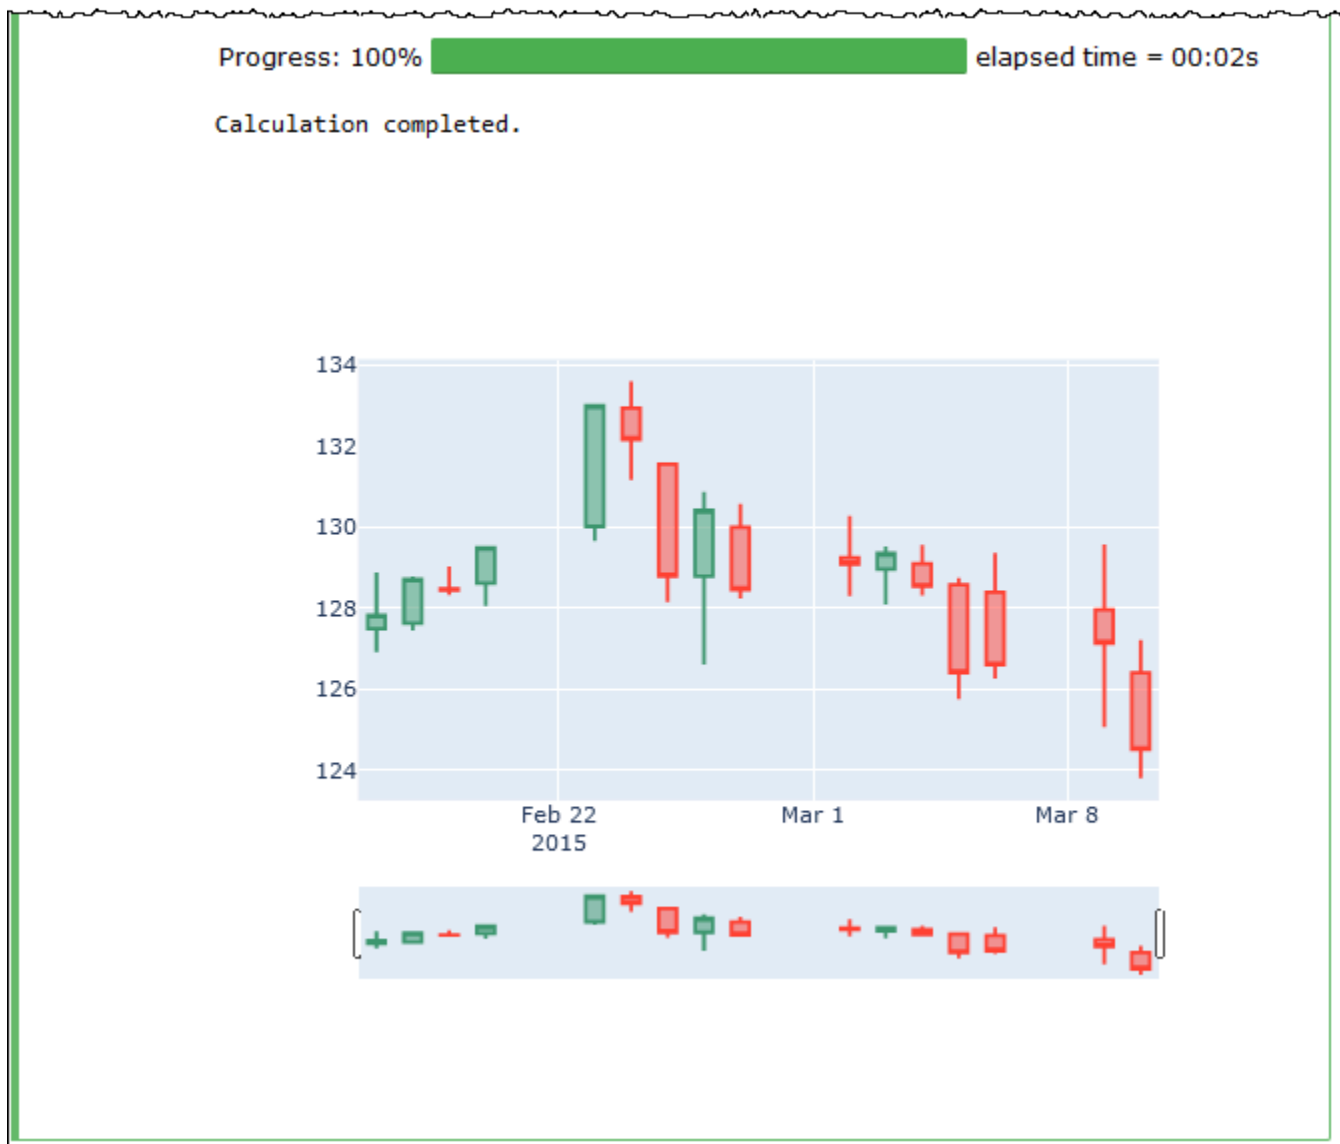 Progress: 100% elapsed time = 00:02s
Calculation completed.
134
132
130
128
126
124
Feb 22 Mar 1 Mar 8
2015